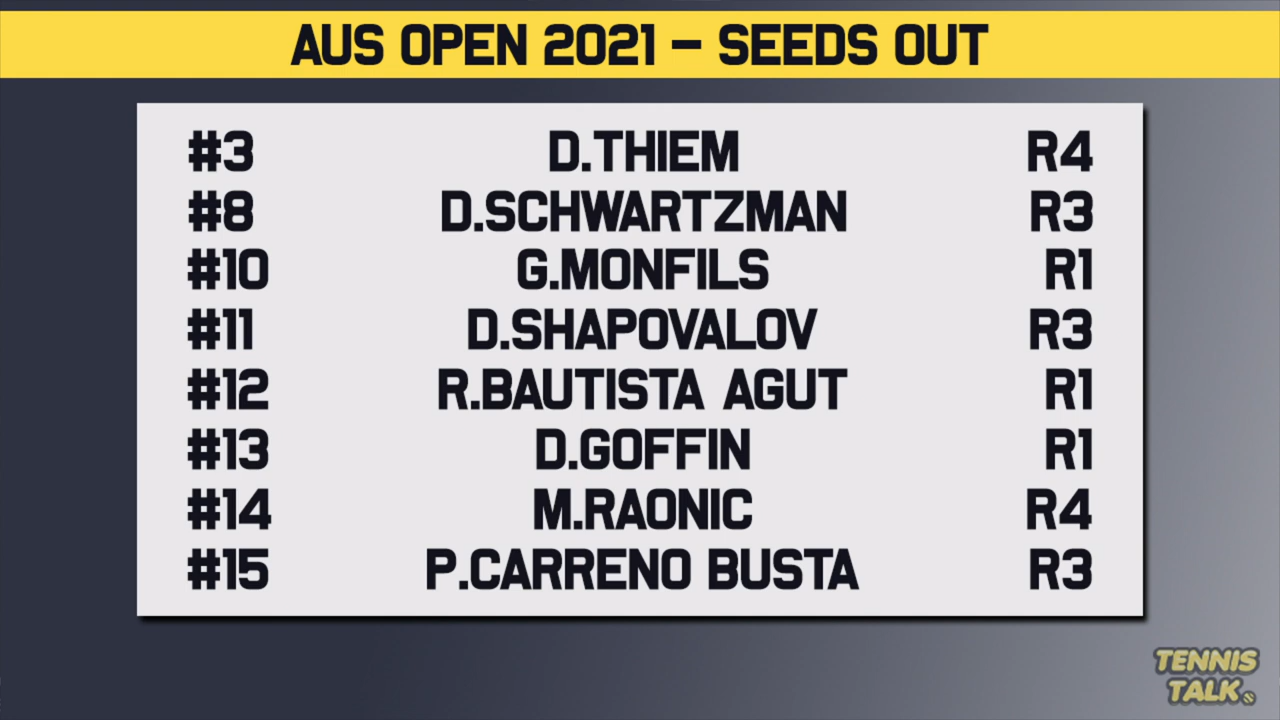 AUS OPEN 2021 – SEEDS OUT
#3 D.THIEM R4
#8 D.SCHWARTZMAN R3
#10 G.MONFILS R1
#11 D.SHAPOVALOV R3
#12 R.BAUTISTA AGUT R1
#13 D.GOFFIN R1
#14 M.RAONIC R4
#15 P.CARRENO BUSTA R3
TENNIS
TALK